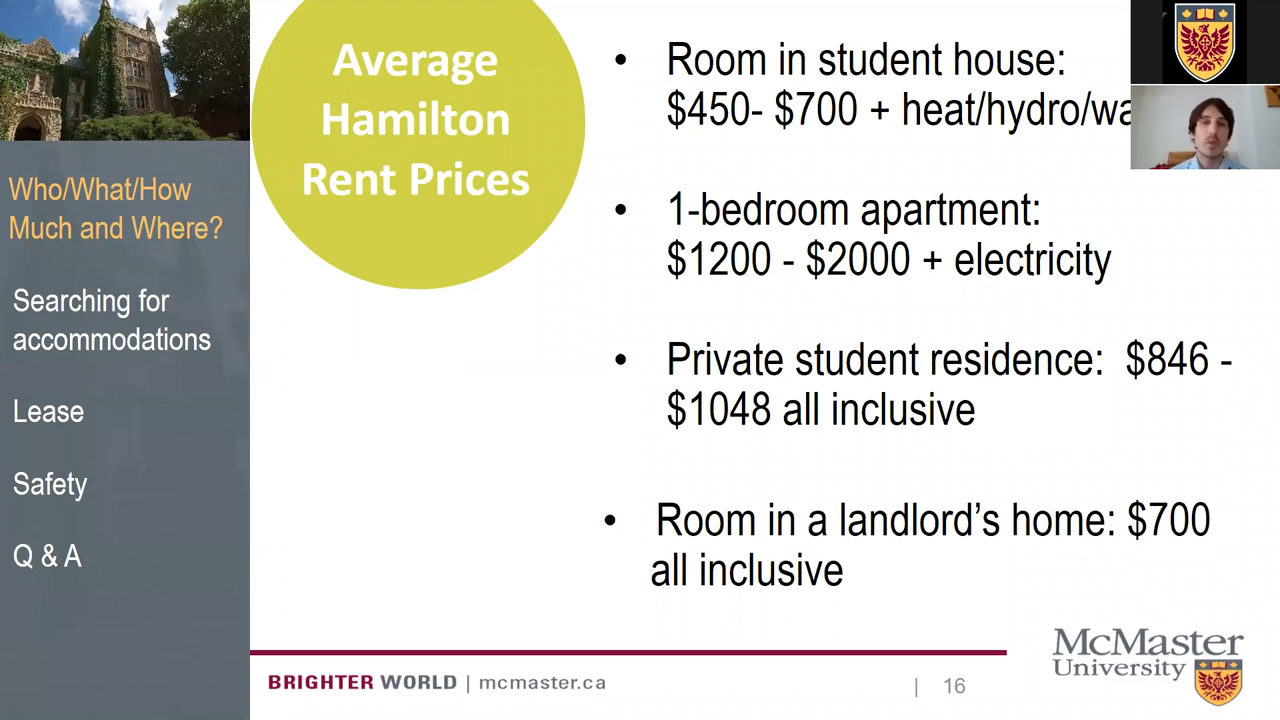 Average
Hamilton
Rent Prices
Who/What/How
Much and Where?
Searching for
accommodations
Lease
Safety
Q & A
• Room in student house:
$450- $700 + heat/hydro/
• 1-bedroom apartment:
$1200 - $2000 + electricity
• Private student residence: $846 -
$1048 all inclusive
• Room in a landlord’s home: $700
all inclusive
BRIGHTER WORLD | mcmaster.ca
| 16
McMaster
University